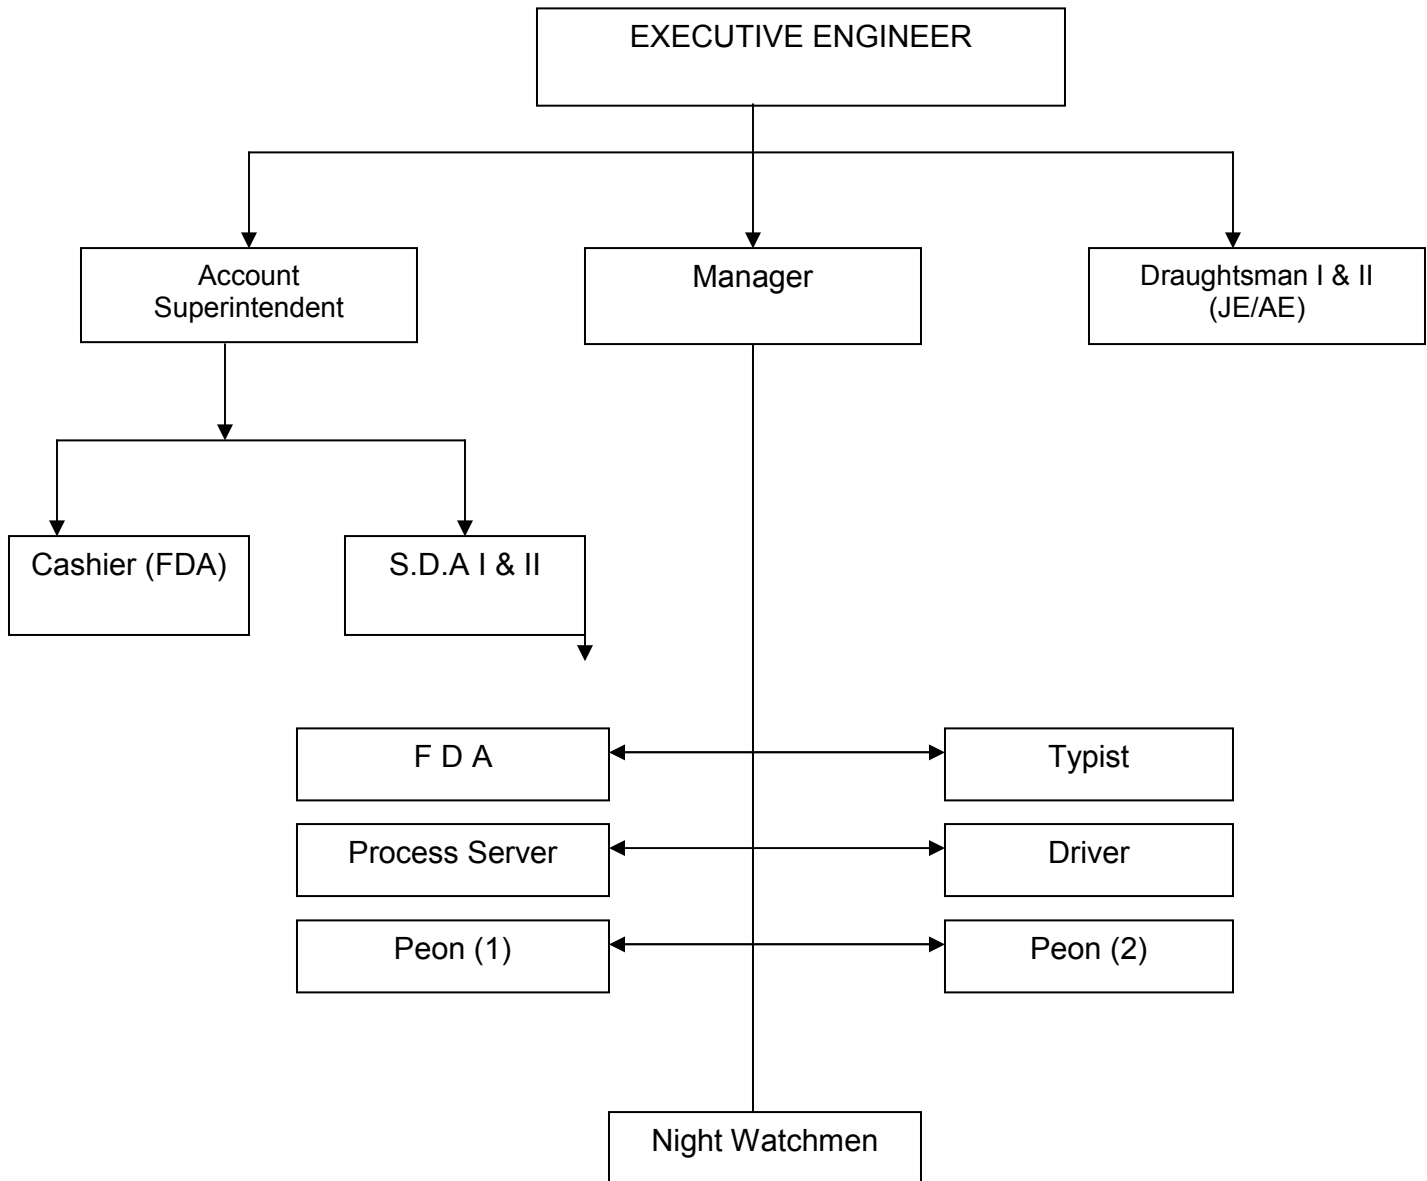 EXECUTIVE ENGINEER
Account
Superintendent
Manager
Draughtsman I & II
(JE/AE)
Cashier (FDA)
S.D.A I & II
F D A
Typist
Process Server
Driver
Peon (1)
Peon (2)
Night Watchmen